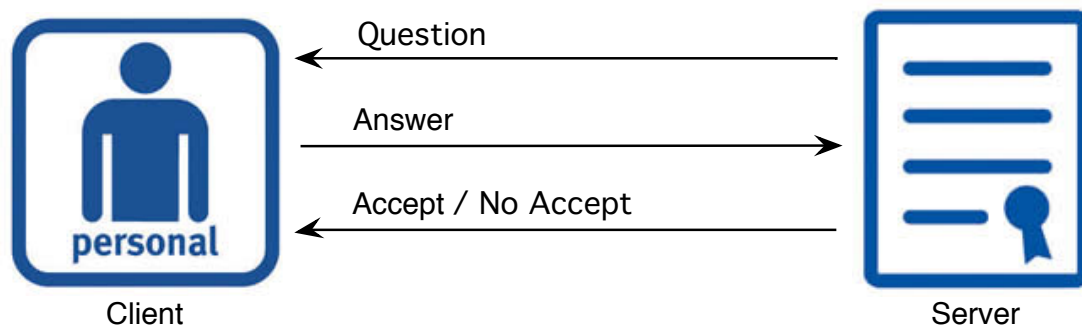 Question
Answer
Accept / No Accept
personal
Client
Server